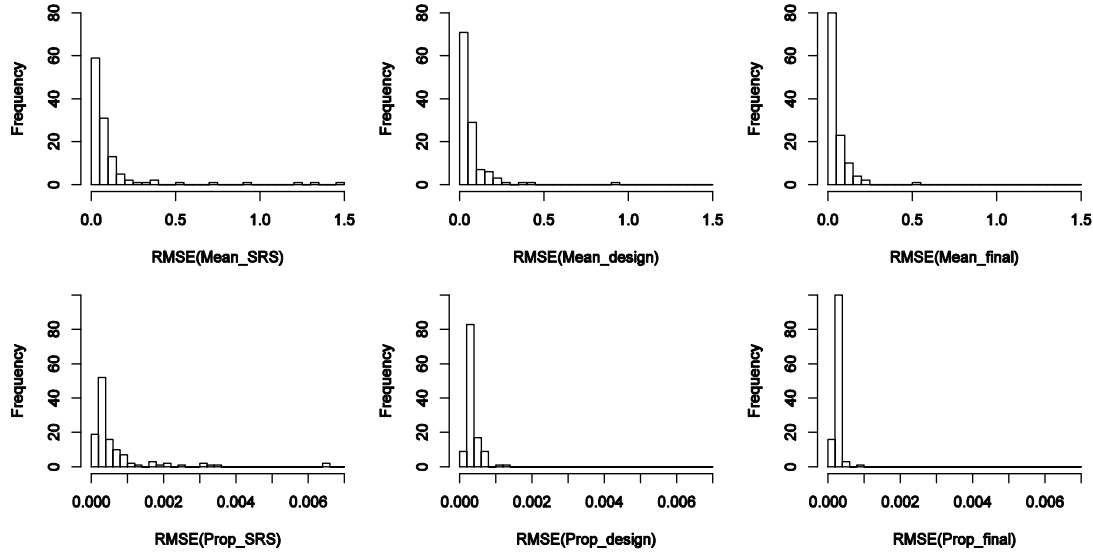 Frequency
0 20 40 60 80
0.0 0.5 1.0 1.5
RMSE(Mean_SRS)
Frequency
0 20 40 60 80
0.0 0.5 1.0 1.5
RMSE(Mean_design)
Frequency
0 20 40 60 80
0.0 0.5 1.0 1.5
RMSE(Mean_final)
Frequency
0 20 40 60 80
0.000 0.002 0.004 0.006
RMSE(Prop_SRS)
Frequency
0 20 40 60 80
0.000 0.002 0.004 0.006
RMSE(Prop_design)
Frequency
0 20 40 60 80
0.000 0.002 0.004 0.006
RMSE(Prop_final)